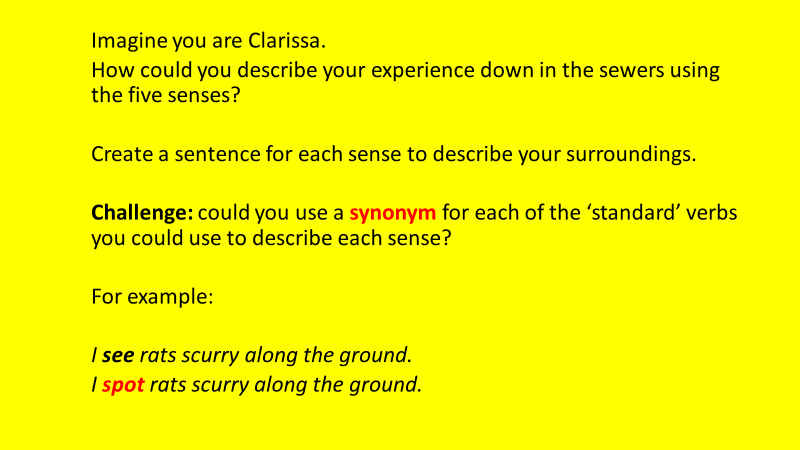 Imagine you are Clarissa.
How could you describe your experience down in the sewers using
the five senses?
Create a sentence for each sense to describe your surroundings.
Challenge: could you use a synonym for each of the ‘standard’ verbs
you could use to describe each sense?
For example:
I see rats scurry along the ground.
I spot rats scurry along the ground.